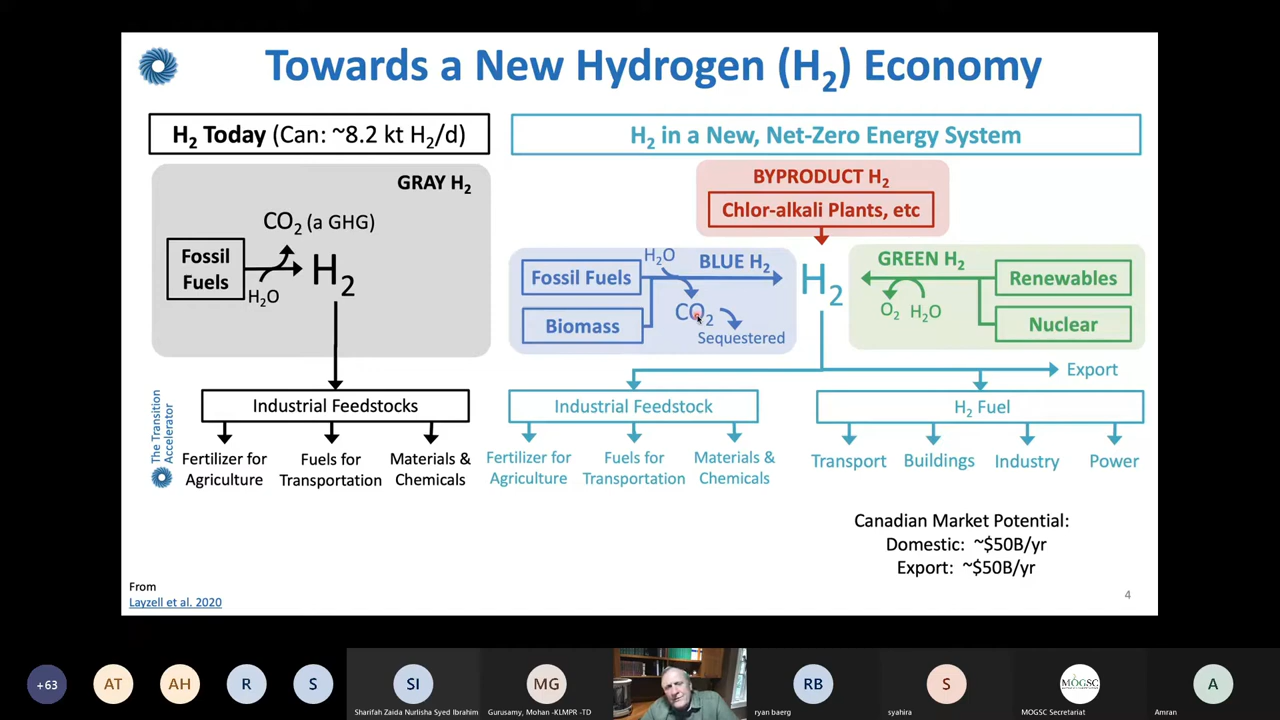 Towards a New Hydrogen (H₂) Economy
H₂ Today (Can: ~8.2 kt H₂/d)
GRAY H₂
CO₂ (a GHG)
Fossil
Fuels
H₂O
H₂
Industrial Feedstocks
Fertilizer for
Agriculture
Fuels for
Transportation
Materials &
Chemicals
The Transition
Accelerator
H₂ in a New, Net-Zero Energy System
BYPRODUCT H₂
Chlor-alkali Plants, etc
Fossil Fuels
Biomass
H₂O
BLUE H₂
CO₂
Sequestered
H₂
GREEN H₂
O₂
H₂O
Renewables
Nuclear
Export
Industrial Feedstock
Fertilizer for
Agriculture
Fuels for
Transportation
Materials &
Chemicals
H₂ Fuel
Transport
Buildings
Industry
Power
Canadian Market Potential:
Domestic: ~$50B/yr
Export: ~$50B/yr
From
Layzell et al. 2020
4
+63
AT
AH
R
S
SI
Sharifah Zaida Nurlisha Syed Ibrahim
MG
Gurusamy, Mohan -KLMPR -TD
RB
ryan baerg
S
syahira
MOGSC
MOGSC Secretariat
A
Amran